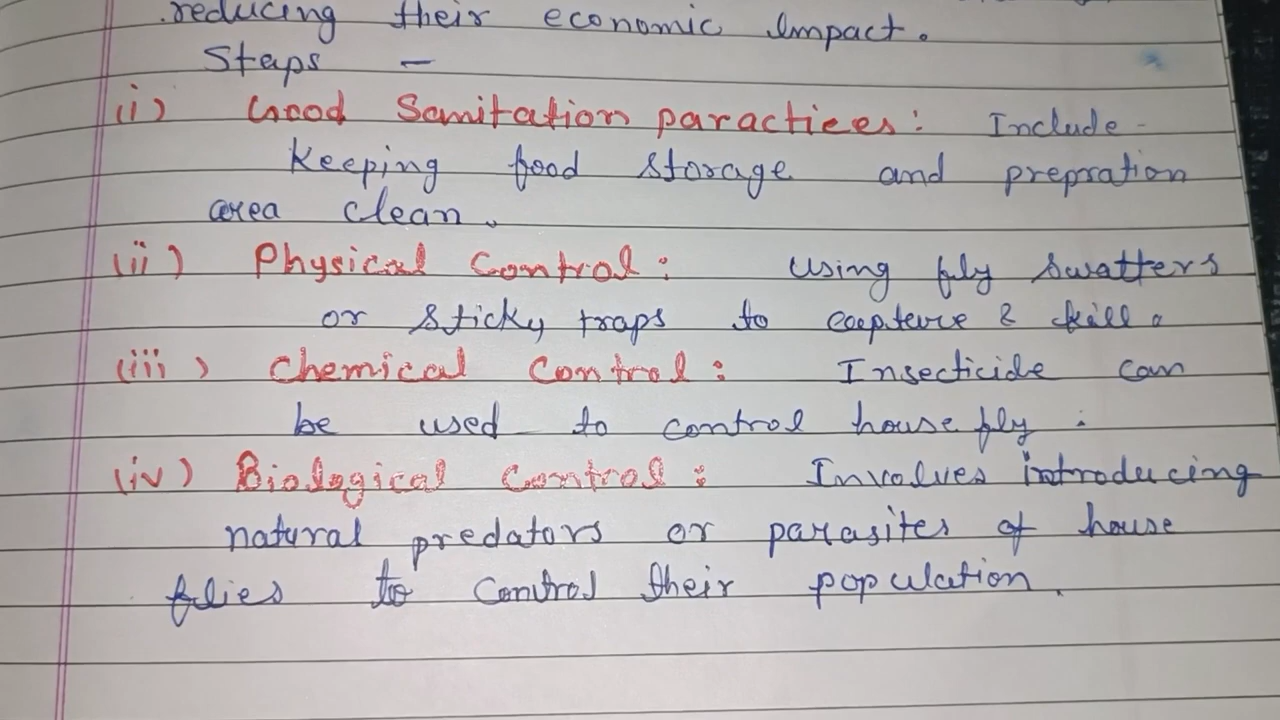 reducing their economic Impact.
Steps -
(i) Good Sanitation paractices: Include -
Keeping food storage and prepration
area clean.
(ii) Physical Control: Using fly swatters
or sticky traps to capture & kill.
(iii) Chemical Control: Insecticide can
be used to control house fly.
(iv) Biological Control: Involves introducing
natural predators or parasites of house
flies to control their population.